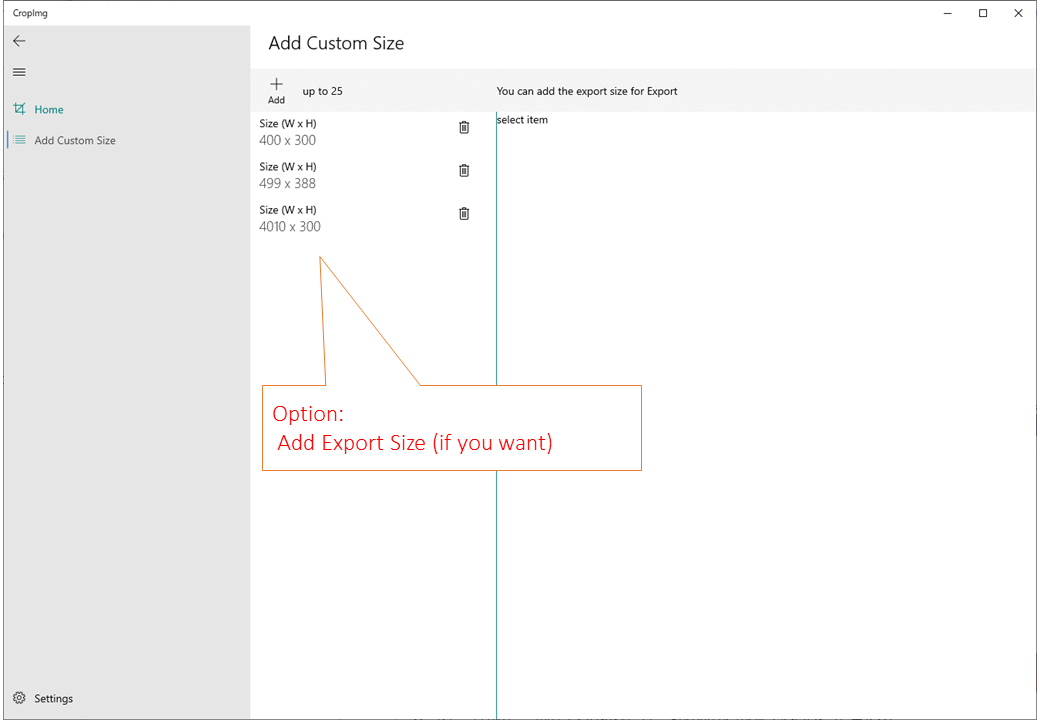 CropImg
Add Custom Size
Add
up to 25
You can add the export size for Export
Home
Add Custom Size
Size (W x H)
400 x 300
Size (W x H)
499 x 388
Size (W x H)
4010 x 300
select item
Option:
Add Export Size (if you want)
Settings